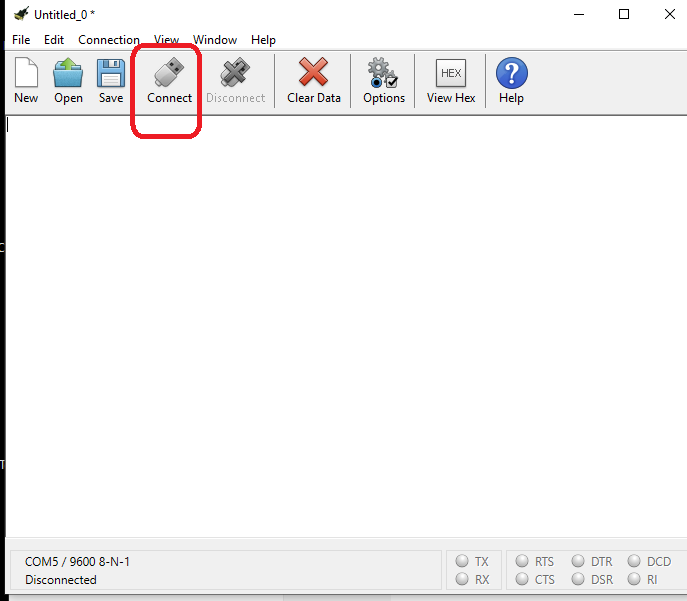 Untitled_0 *
File Edit Connection View Window Help
New Open Save Connect Disconnect Clear Data Options View Hex Help
HEX
COM5 / 9600 8-N-1
Disconnected
TX RTS DTR DCD
RX CTS DSR RI